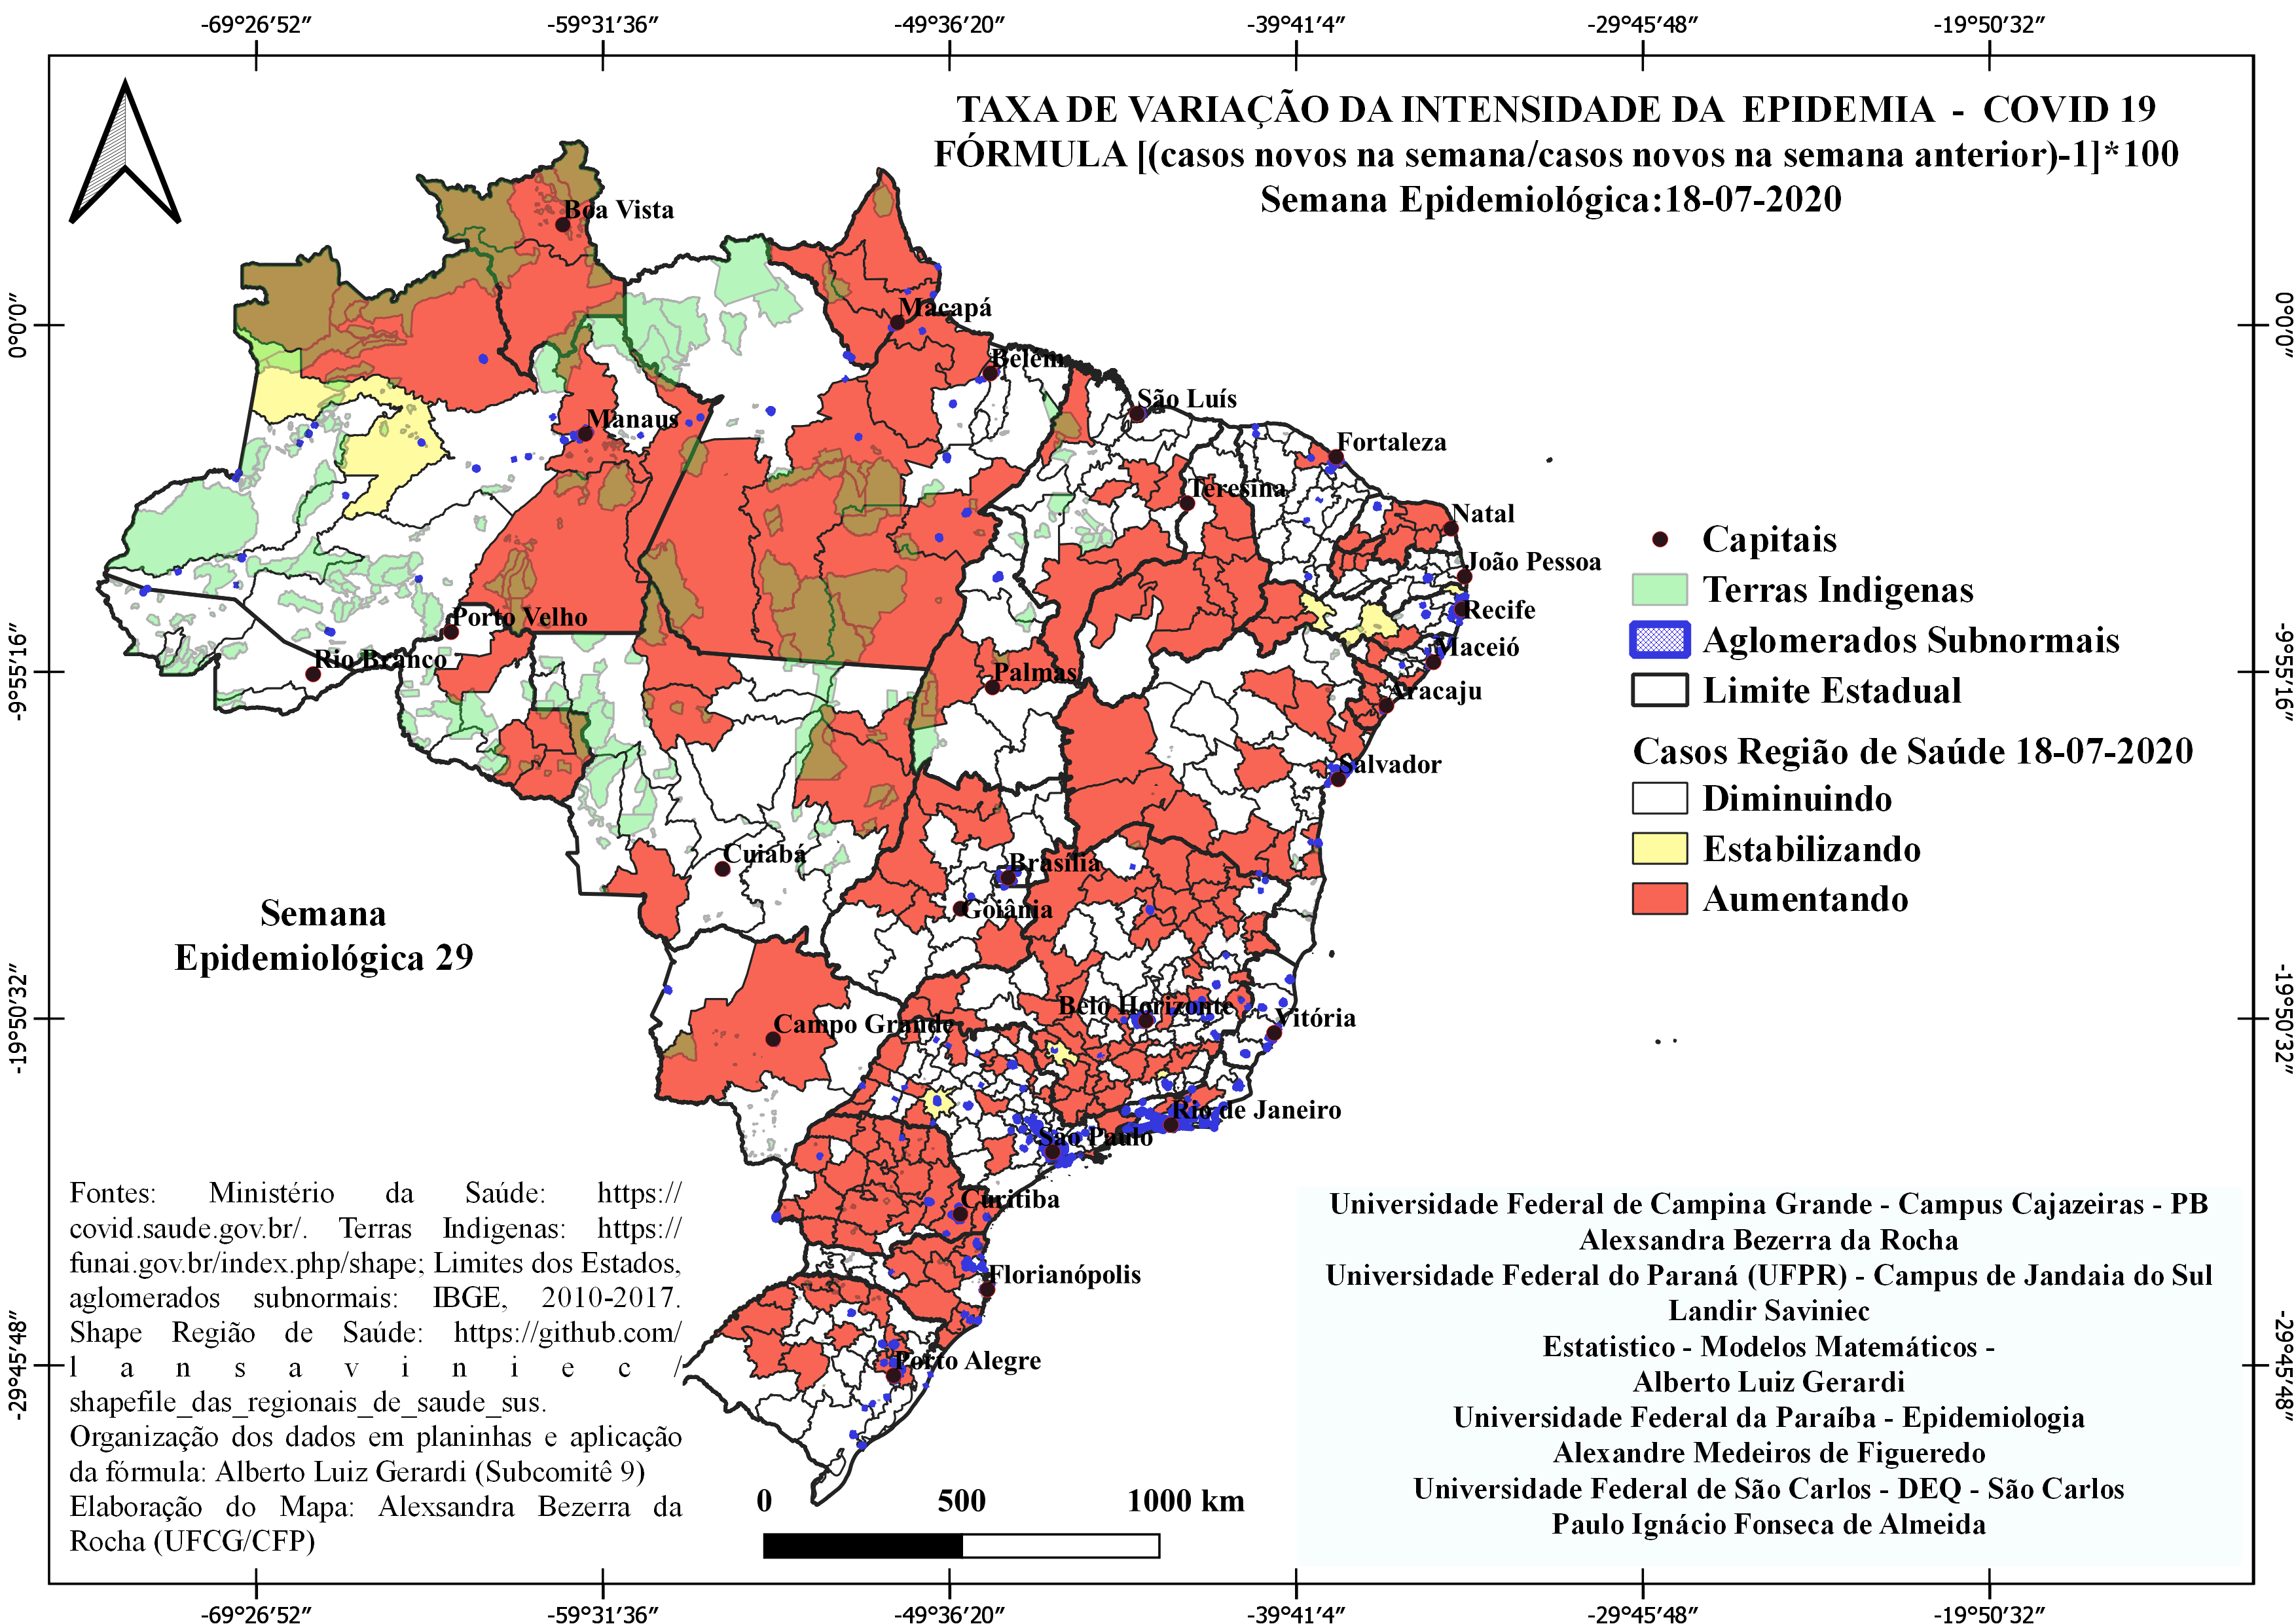 -69°26′52″
-59°31′36″
-49°36′20″
-39°41′4″
-29°45′48″
-19°50′32″
TAXA DE VARIAÇÃO DA INTENSIDADE DA EPIDEMIA - COVID 19
FÓRMULA [(casos novos na semana/casos novos na semana anterior)-1]*100
Semana Epidemiológica:18-07-2020
0°0′0″
0°0′0″
-9°55′16″
-9°55′16″
-19°50′32″
-19°50′32″
-29°45′48″
-29°45′48″
Boa Vista
Macapá
Belém
São Luís
Manaus
Fortaleza
Teresina
Natal
João Pessoa
Recife
Porto Velho
Maceió
Rio Branco
Palmas
Aracaju
Salvador
Cuiabá
Brasília
Goiânia
Belo Horizonte
Vitória
Campo Grande
Rio de Janeiro
São Paulo
Curitiba
Florianópolis
Porto Alegre
Capitais
Terras Indigenas
Aglomerados Subnormais
Limite Estadual
Casos Região de Saúde 18-07-2020
Diminuindo
Estabilizando
Aumentando
Semana
Epidemiológica 29
Fontes: Ministério da Saúde: https://
covid.saude.gov.br/. Terras Indigenas: https://
funai.gov.br/index.php/shape; Limites dos Estados,
aglomerados subnormais: IBGE, 2010-2017.
Shape Região de Saúde: https://github.com/
l a n s a v i n i e c /
shapefile_das_regionais_de_saude_sus.
Organização dos dados em planinhas e aplicação
da fórmula: Alberto Luiz Gerardi (Subcomitê 9)
Elaboração do Mapa: Alexsandra Bezerra da
Rocha (UFCG/CFP)
0 500 1000 km
Universidade Federal de Campina Grande - Campus Cajazeiras - PB
Alexsandra Bezerra da Rocha
Universidade Federal do Paraná (UFPR) - Campus de Jandaia do Sul
Landir Saviniec
Estatistico - Modelos Matemáticos -
Alberto Luiz Gerardi
Universidade Federal da Paraíba - Epidemiologia
Alexandre Medeiros de Figueredo
Universidade Federal de São Carlos - DEQ - São Carlos
Paulo Ignácio Fonseca de Almeida
-69°26′52″
-59°31′36″
-49°36′20″
-39°41′4″
-29°45′48″
-19°50′32″